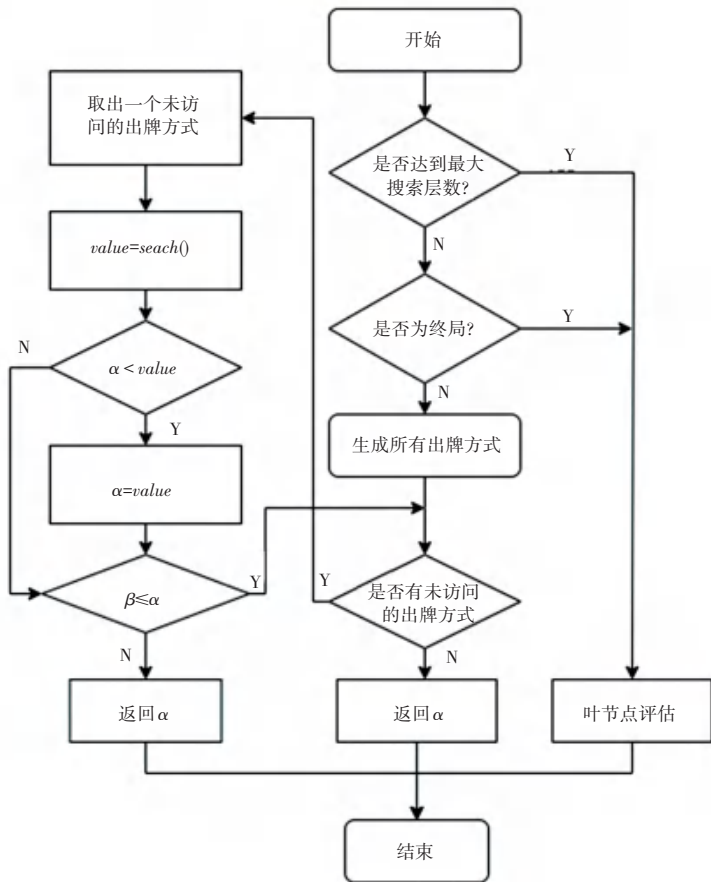 开始
取出一个未访
问的出牌方式
是否达到最大
搜索层数?
Y
N
value=seach()
是否为终局?
Y
N
α<value
N
Y
生成所有出牌方式
α=value
β≤α
Y
N
是否有未访问
的出牌方式
Y
N
返回α
返回α
叶节点评估
结束